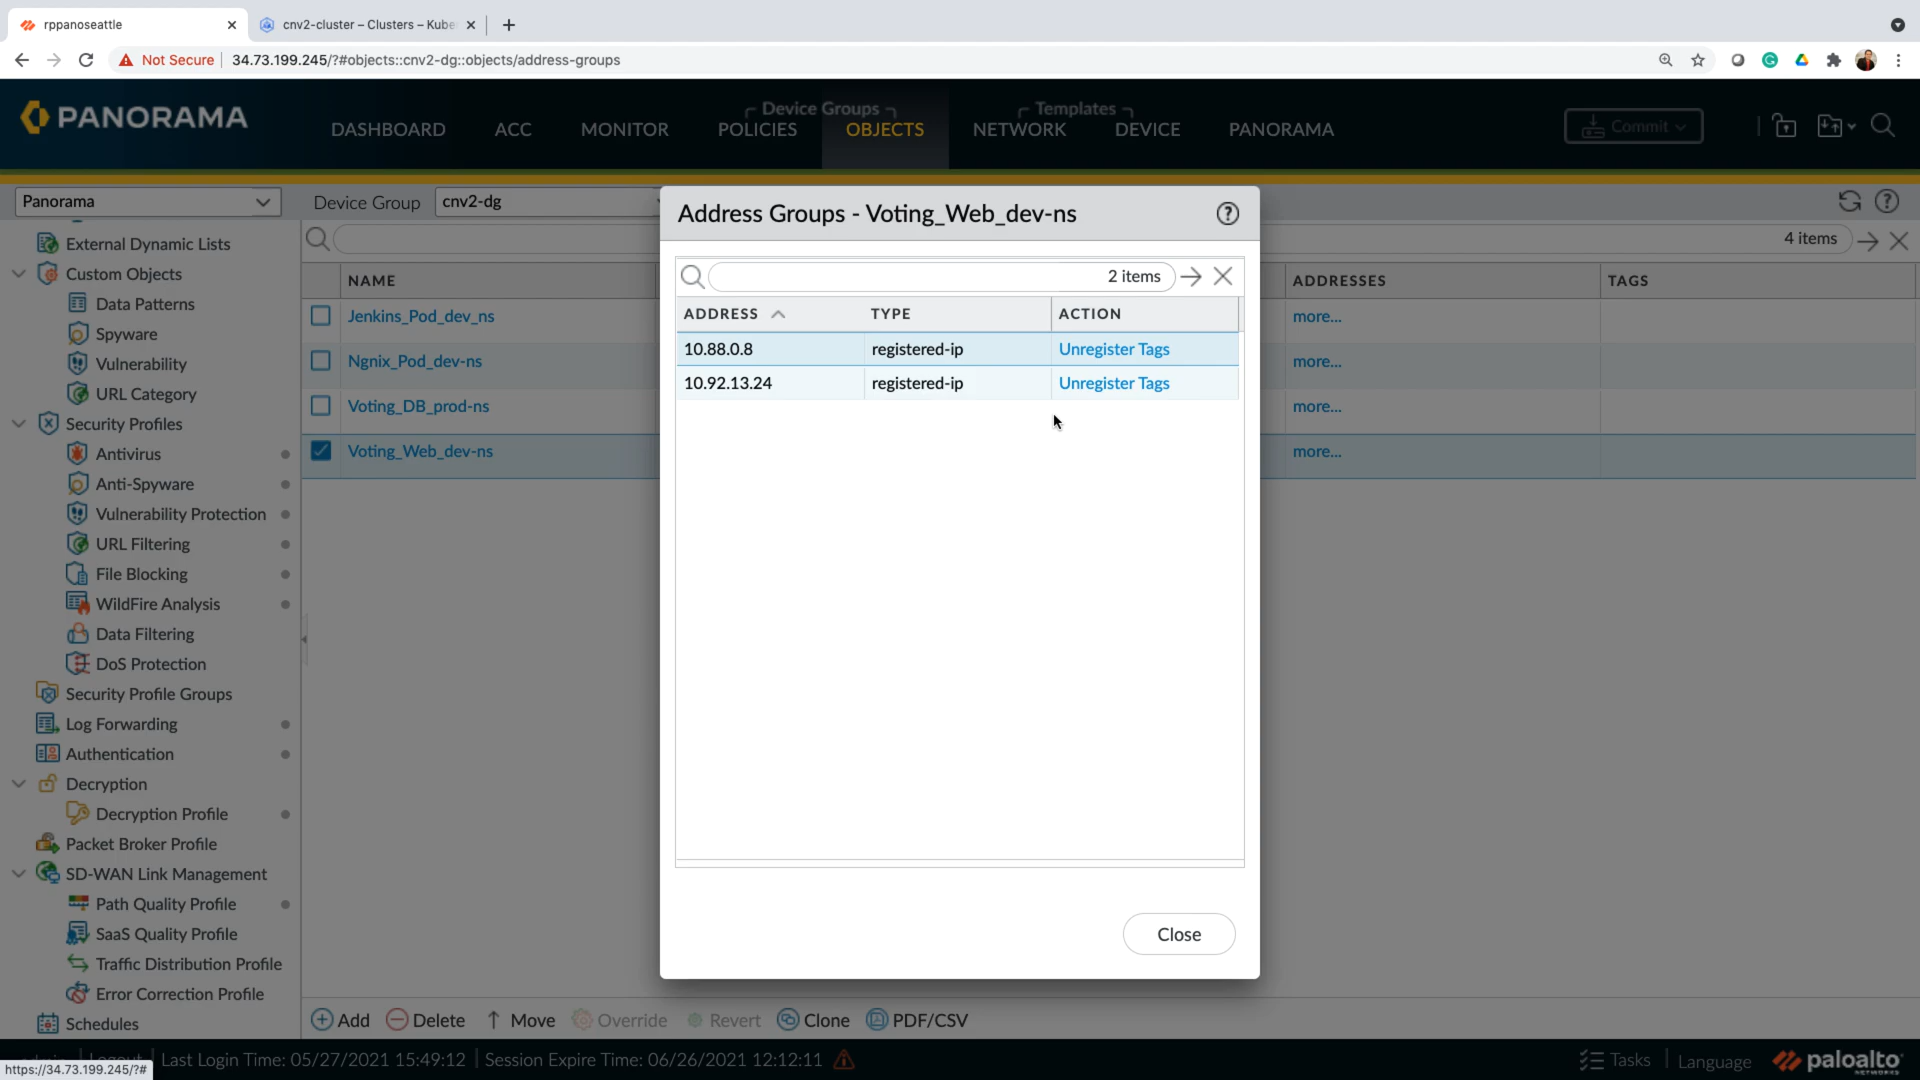 rppanoseattle
cnv2-cluster – Clusters – Kube
Not Secure
34.73.199.245/?#objects::cnv2-dg::objects/address-groups
PANORAMA
Device Groups
Templates
DASHBOARD
ACC
MONITOR
POLICIES
OBJECTS
NETWORK
DEVICE
PANORAMA
Commit
Panorama
Device Group
cnv2-dg
External Dynamic Lists
Custom Objects
Data Patterns
Spyware
Vulnerability
URL Category
Security Profiles
Antivirus
Anti-Spyware
Vulnerability Protection
URL Filtering
File Blocking
WildFire Analysis
Data Filtering
DoS Protection
Security Profile Groups
Log Forwarding
Authentication
Decryption
Decryption Profile
Packet Broker Profile
SD-WAN Link Management
Path Quality Profile
SaaS Quality Profile
Traffic Distribution Profile
Error Correction Profile
Schedules
4 items
NAME
ADDRESSES
TAGS
Jenkins_Pod_dev_ns
more...
Ngnix_Pod_dev-ns
more...
Voting_DB_prod-ns
more...
Voting_Web_dev-ns
more...
Address Groups - Voting_Web_dev-ns
2 items
ADDRESS
TYPE
ACTION
10.88.0.8
registered-ip
Unregister Tags
10.92.13.24
registered-ip
Unregister Tags
Close
Add
Delete
Move
Override
Revert
Clone
PDF/CSV
Last Login Time: 05/27/2021 15:49:12
Session Expire Time: 06/26/2021 12:12:11
Tasks
Language
paloalto
NETWORKS
https://34.73.199.245/?#